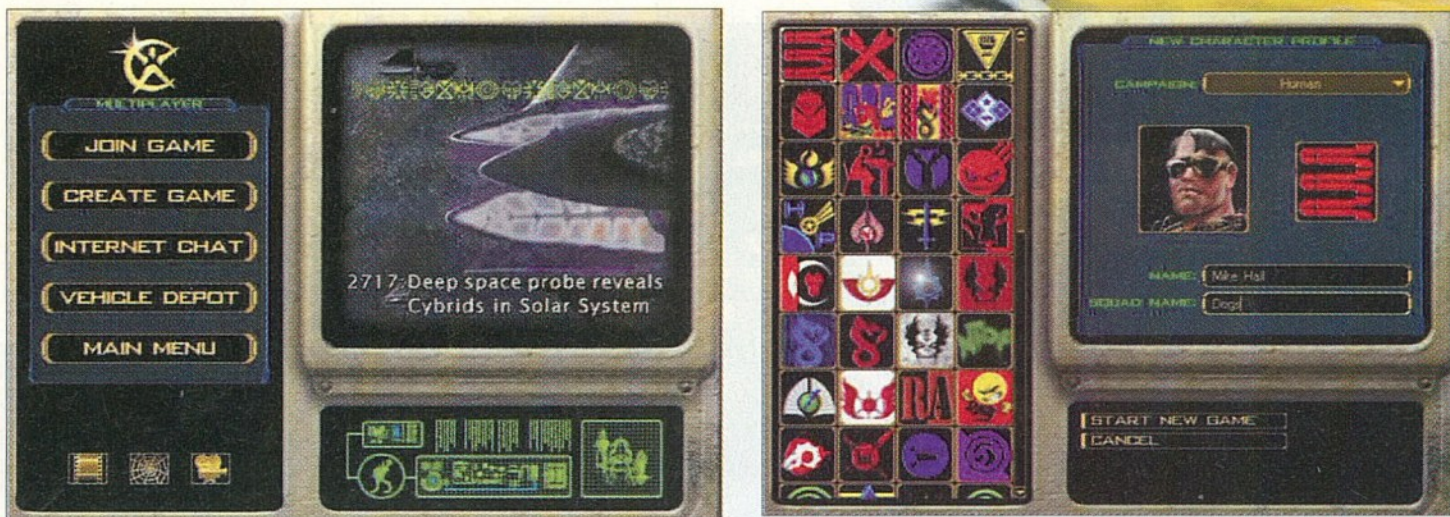 MULTIPLAYER
JOIN GAME
CREATE GAME
INTERNET CHAT
VEHICLE DEPOT
MAIN MENU
2717: Deep space probe reveals
Cybrids in Solar System
NEW CHARACTER PROFILE
CAMPAIGN: Human
NAME: Mike Hall
SQUAD NAME: Dogs
RA
START NEW GAME
CANCEL